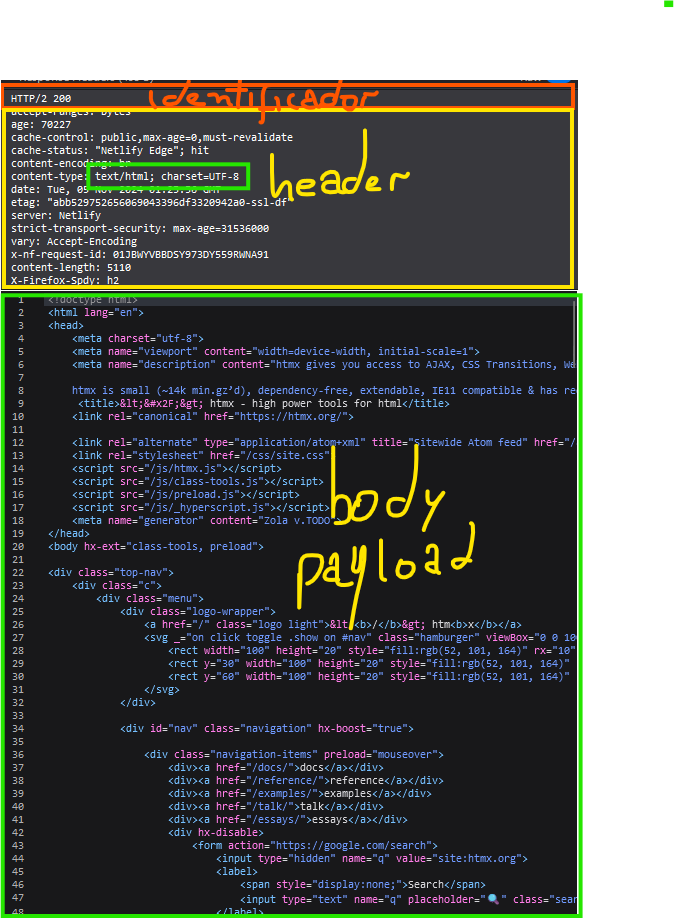 HTTP/2 200
identificador
accept-ranges: bytes
age: 70227
cache-control: public,max-age=0,must-revalidate
cache-status: "Netlify Edge"; hit
content-encoding: br
content-type: text/html; charset=UTF-8
header
date: Tue, 05 Nov 2024 01:25:56 GMT
etag: "abb529752656069043396df3320942a0-ssl-df"
server: Netlify
strict-transport-security: max-age=31536000
vary: Accept-Encoding
x-nf-request-id: 01JBWYVBBDSY973DY559RWNA91
content-length: 5110
X-Firefox-Spdy: h2
1 <!doctype html>
2 <html lang="en">
3 <head>
4 <meta charset="utf-8">
5 <meta name="viewport" content="width=device-width, initial-scale=1">
6 <meta name="description" content="htmx gives you access to AJAX, CSS Transitions, We
7
8 htmx is small (~14k min.gz’d), dependency-free, extendable, IE11 compatible & has re
9 <title>&lt;&#x2F;&gt; htmx - high power tools for html</title>
10 <link rel="canonical" href="https://htmx.org/">
11
12 <link rel="alternate" type="application/atom+xml" title="Sitewide Atom feed" href="/
13 <link rel="stylesheet" href="/css/site.css"
14 <script src="/js/htmx.js"></script>
15 <script src="/js/class-tools.js"></script>
16 <script src="/js/preload.js"></script>
17 <script src="/js/_hyperscript.js"></script>
18 <meta name="generator" content="Zola v.TODO"
body
19 </head>
20 <body hx-ext="class-tools, preload">
payload
21
22 <div class="top-nav">
23 <div class="c">
24 <div class="menu">
25 <div class="logo-wrapper">
26 <a href="/" class="logo light">&lt;<b>/</b>&gt; htm<b>x</b></a>
27 <svg _="on click toggle .show on #nav" class="hamburger" viewBox="0 0 100
28 <rect width="100" height="20" style="fill:rgb(52, 101, 164)" rx="10"
29 <rect y="30" width="100" height="20" style="fill:rgb(52, 101, 164)"
30 <rect y="60" width="100" height="20" style="fill:rgb(52, 101, 164)"
31 </svg>
32 </div>
33
34 <div id="nav" class="navigation" hx-boost="true">
35
36 <div class="navigation-items" preload="mouseover">
37 <div><a href="/docs/">docs</a></div>
38 <div><a href="/reference/">reference</a></div>
39 <div><a href="/examples/">examples</a></div>
40 <div><a href="/talk/">talk</a></div>
41 <div><a href="/essays/">essays</a></div>
42 <div hx-disable>
43 <form action="https://google.com/search">
44 <input type="hidden" name="q" value="site:htmx.org">
45 <label>
46 <span style="display:none;">Search</span>
47 <input type="text" name="q" placeholder="🔍" class="sear
48 </label>